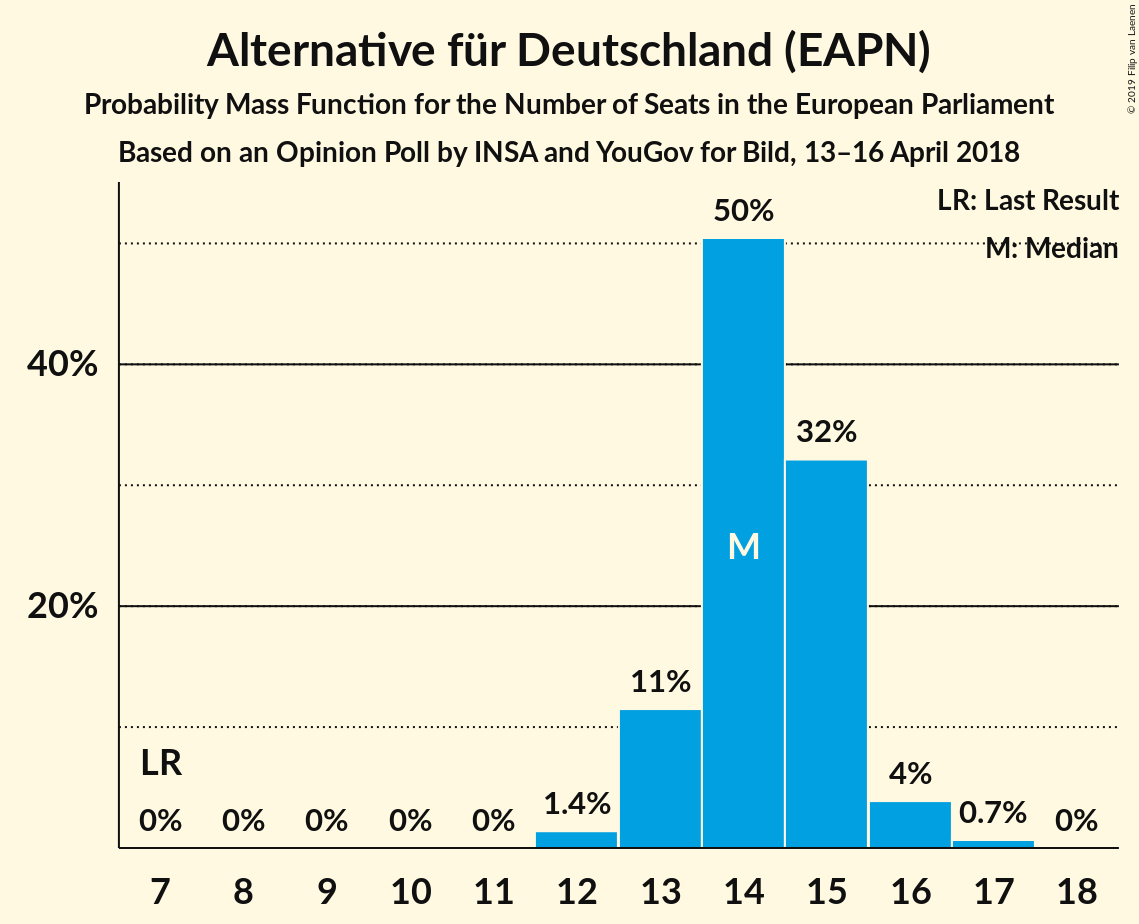 Alternative für Deutschland (EAPN)
Probability Mass Function for the Number of Seats in the European Parliament
Based on an Opinion Poll by INSA and YouGov for Bild, 13–16 April 2018
© 2019 Filip van Laenen
LR: Last Result
M: Median
50%
40%
32%
M
20%
11%
LR
4%
1.4%
0.7%
0% 0% 0% 0% 0% 0%
7 8 9 10 11 12 13 14 15 16 17 18